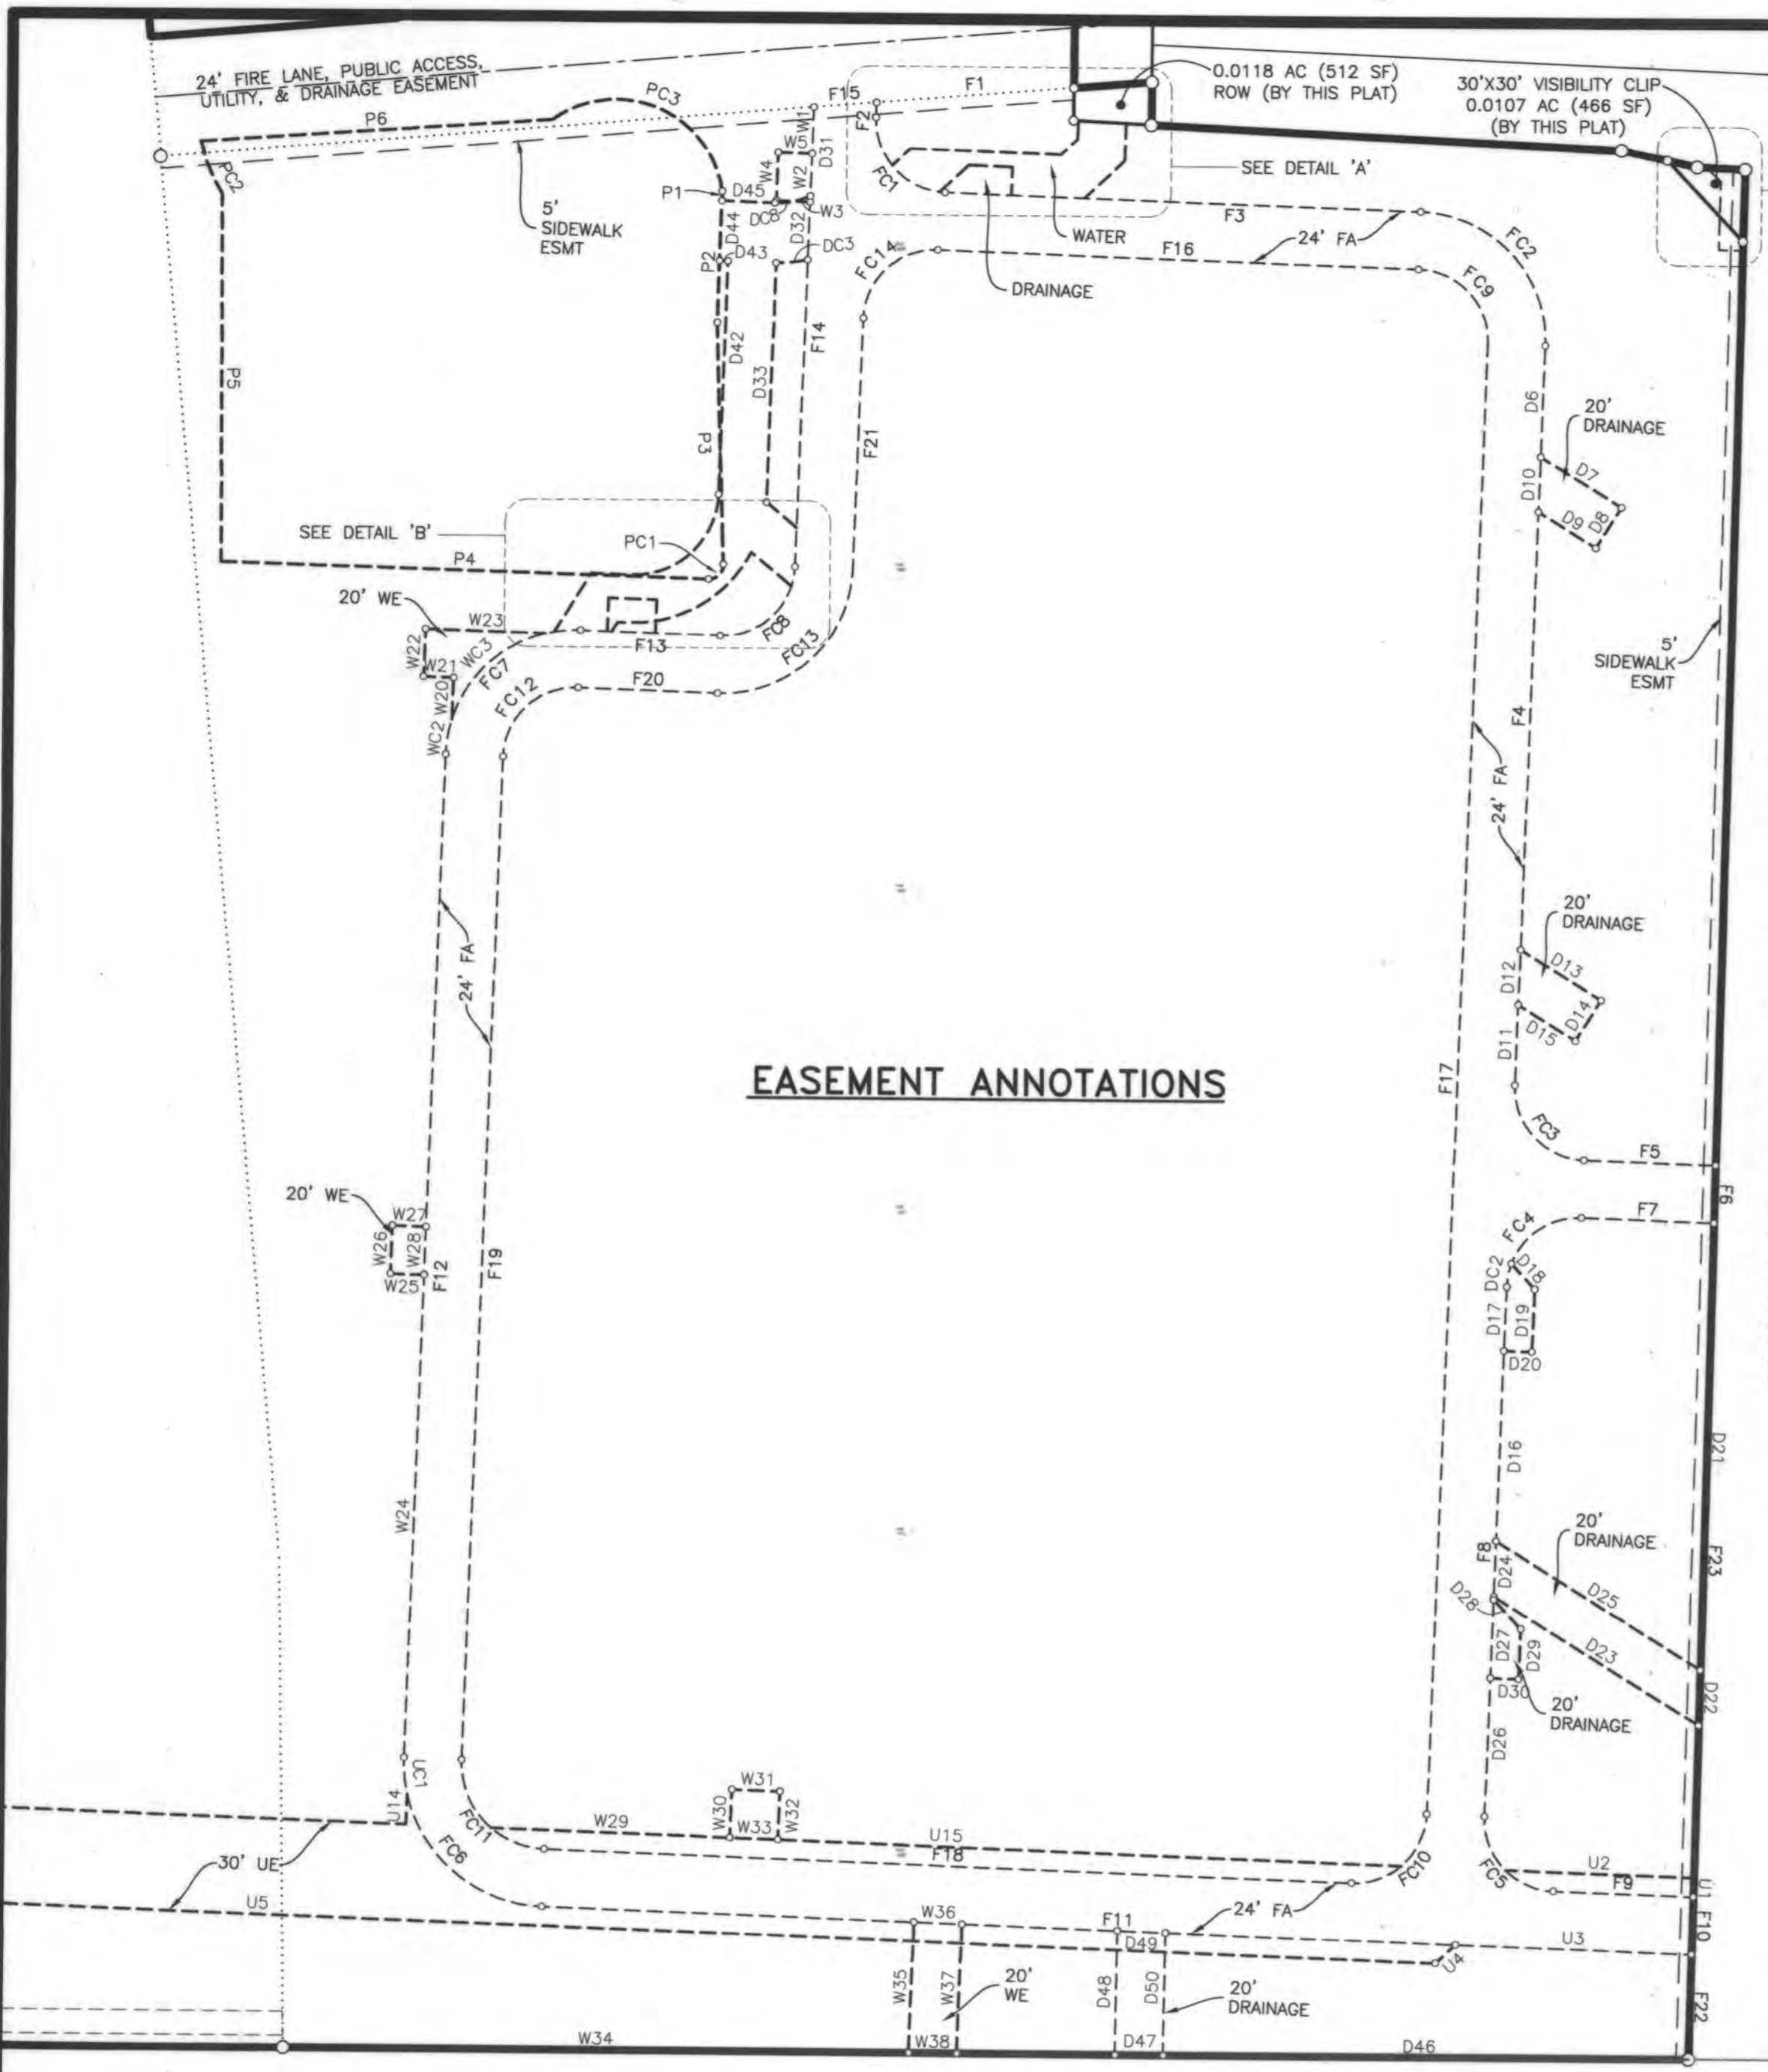 24' FIRE LANE, PUBLIC ACCESS,
UTILITY, & DRAINAGE EASEMENT
P6
PC3
F15
F1
F2
W1
0.0118 AC (512 SF)
ROW (BY THIS PLAT)
30'X30' VISIBILITY CLIP
0.0107 AC (466 SF)
(BY THIS PLAT)
PC2
W5
W4
W2
D31
FC1
SEE DETAIL 'A'
P1
D45
DC8
W3
5'
SIDEWALK
ESMT
D44
D32
DC3
P2
D43
WATER
F3
24' FA
FC2
FC14
F16
FC9
DRAINAGE
F14
D42
D33
P5
F21
P3
D6
20'
DRAINAGE
D7
D10
D9
D8
SEE DETAIL 'B'
P4
PC1
20' WE
W23
W22
W21
W20
WC3
FC7
FC12
WC2
F13
F20
FC8
FC13
5'
SIDEWALK
ESMT
F4
24' FA
24' FA
20'
DRAINAGE
D13
D12
D14
D15
D11
EASEMENT ANNOTATIONS
F17
FC3
F5
F6
F7
FC4
20' WE
W27
W26
W28
W25
F12
F19
DC2
D18
D17
D19
D20
D21
D16
W24
20'
DRAINAGE
F8
D24
D25
F23
D28
D27
D29
D23
D30
20'
DRAINAGE
D22
D26
UC1
U14
W31
W30
W32
W33
W29
FC11
FC6
U15
F18
FC10
FC5
U2
F9
U1
F10
30' UE
U5
W36
F11
D49
24' FA
U3
U4
W35
W37
20'
WE
D48
D50
20'
DRAINAGE
F22
W34
W38
D47
D46